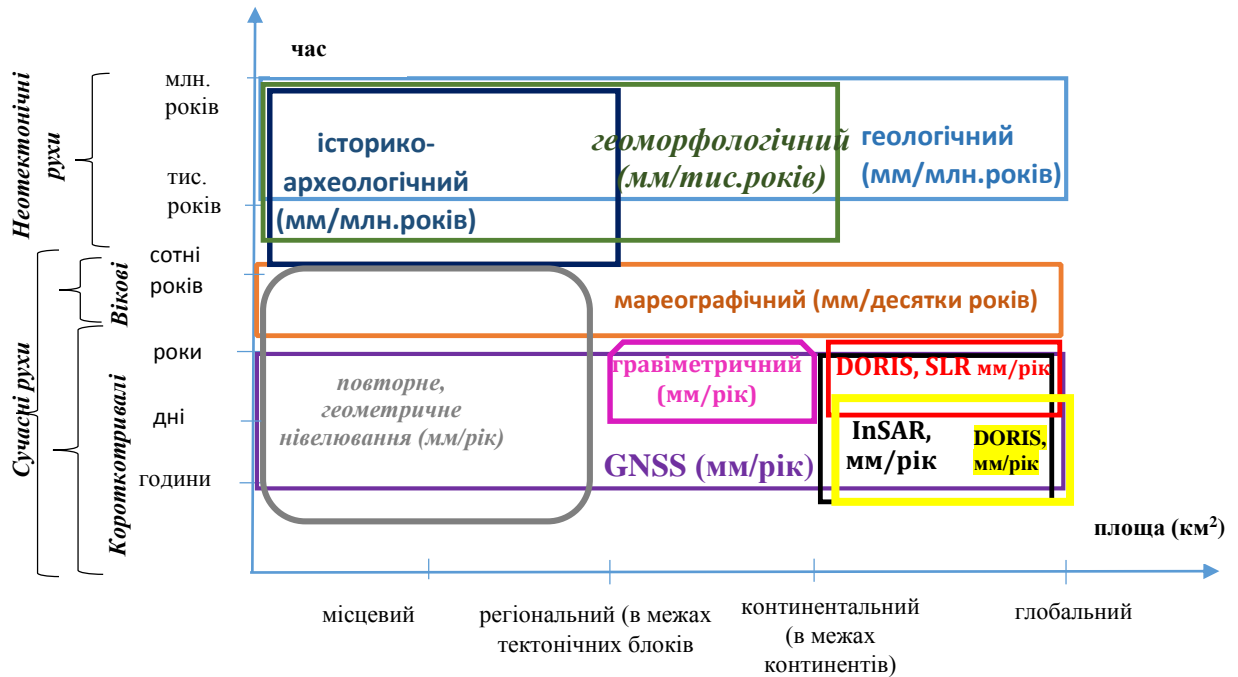 час
млн.
років
тис.
років
сотні
років
роки
дні
години
Неотектонічні
рухи
Сучасні рухи
Вікові
Короткотривалі
історико-
археологічний
(мм/млн.років)
геоморфологічний
(мм/тис.років)
геологічний
(мм/млн.років)
мареографічний (мм/десятки років)
повторне,
геометричне
нівелювання (мм/рік)
гравіметричний
(мм/рік)
DORIS, SLR мм/рік
InSAR,
мм/рік
DORIS,
мм/рік
GNSS (мм/рік)
площа (км²)
місцевий
регіональний (в межах
тектонічних блоків
континентальний
(в межах
континентів)
глобальний